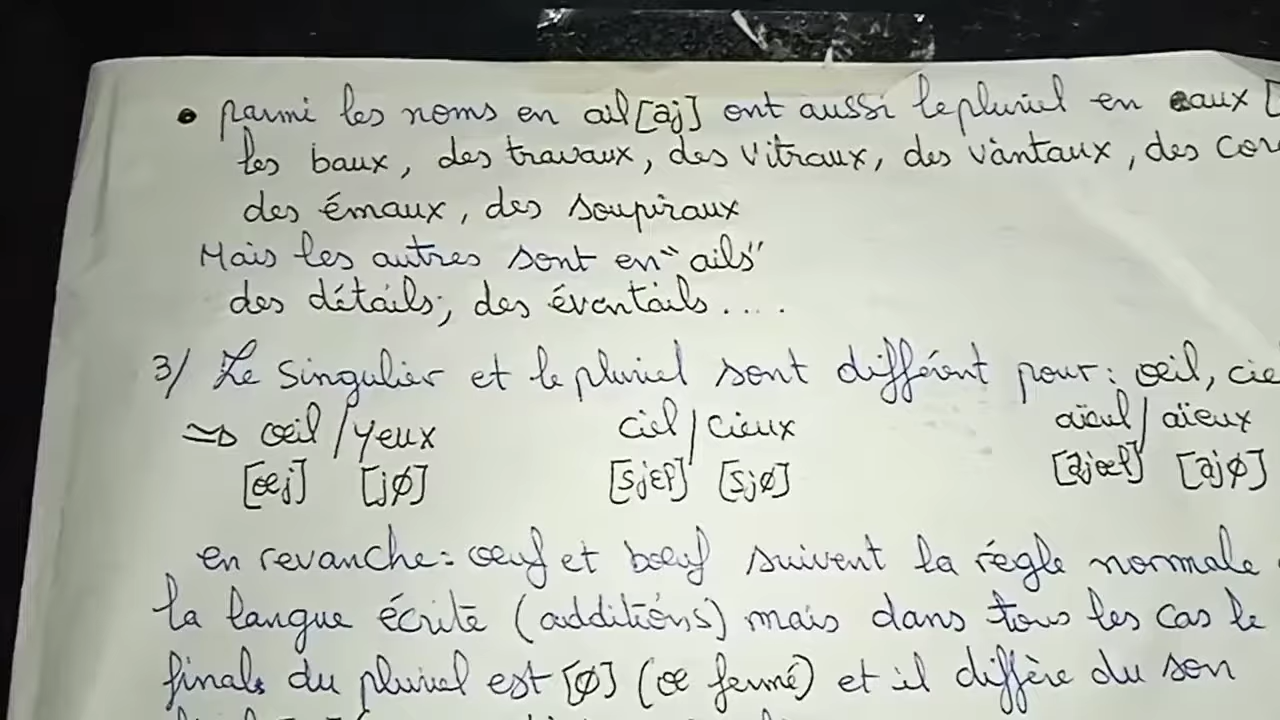 • parmi les noms en ail [aj] ont aussi le pluriel en eaux [
les baux, des travaux, des vitraux, des vantaux, des cor
des émaux, des soupiraux
Mais les autres sont en "ails"
des détails, des éventails....
3/ Le singulier et le pluriel sont différent pour: œil, cie
=> œil / yeux ciel / cieux aïeul / aïeux
[œj] [jø] [sjɛl] [sjø] [ajœl] [ajø]
en revanche: œuf et bœuf suivent la règle normale
la langue écrite (additions) mais dans tous les cas le
finale du pluriel est [ø] (œ fermé) et il diffère du son